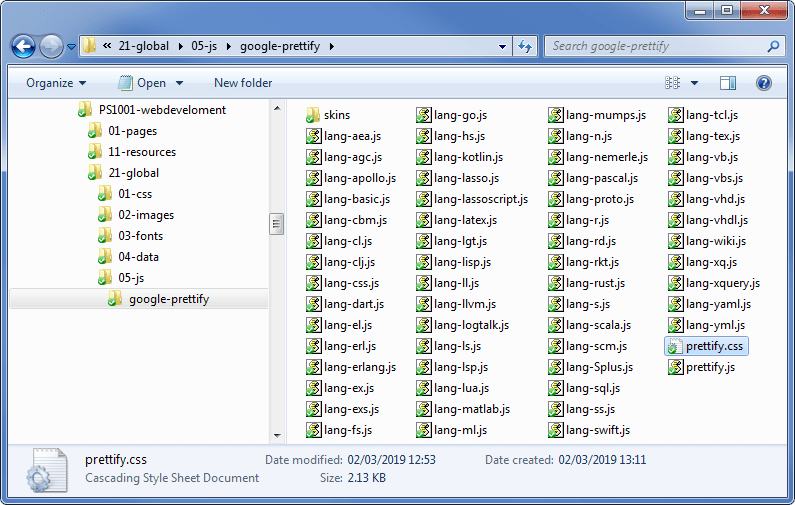 « 21-global 05-js google-prettify
Search google-prettify
Organize Open New folder
PS1001-webdeveloment
01-pages
11-resources
21-global
01-css
02-images
03-fonts
04-data
05-js
google-prettify
skins
lang-aea.js
lang-agc.js
lang-apollo.js
lang-basic.js
lang-cbm.js
lang-cl.js
lang-clj.js
lang-css.js
lang-dart.js
lang-el.js
lang-erl.js
lang-erlang.js
lang-ex.js
lang-exs.js
lang-fs.js
lang-go.js
lang-hs.js
lang-kotlin.js
lang-lasso.js
lang-lassoscript.js
lang-latex.js
lang-lgt.js
lang-lisp.js
lang-ll.js
lang-llvm.js
lang-logtalk.js
lang-ls.js
lang-lsp.js
lang-lua.js
lang-matlab.js
lang-ml.js
lang-mumps.js
lang-n.js
lang-nemerle.js
lang-pascal.js
lang-proto.js
lang-r.js
lang-rd.js
lang-rkt.js
lang-rust.js
lang-s.js
lang-scala.js
lang-scm.js
lang-Splus.js
lang-sql.js
lang-ss.js
lang-swift.js
lang-tcl.js
lang-tex.js
lang-vb.js
lang-vbs.js
lang-vhd.js
lang-vhdl.js
lang-wiki.js
lang-xq.js
lang-xquery.js
lang-yaml.js
lang-yml.js
prettify.css
prettify.js
prettify.css Date modified: 02/03/2019 12:53 Date created: 02/03/2019 13:11
Cascading Style Sheet Document Size: 2.13 KB